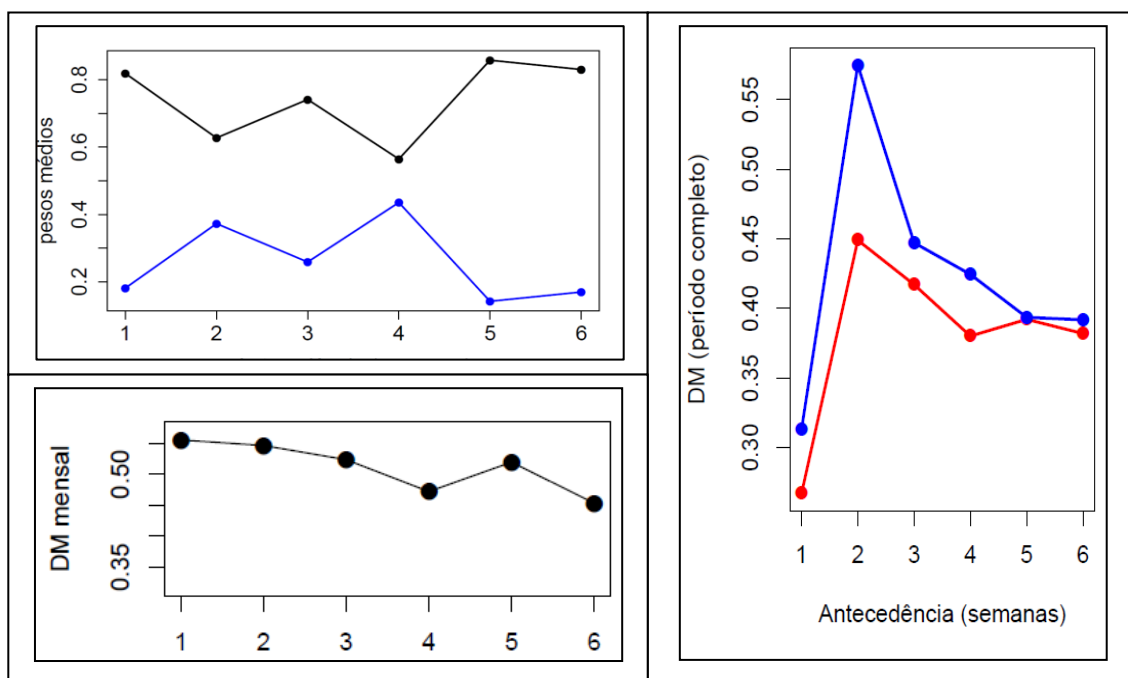 pesos médios
0.8
0.6
0.4
0.2
1 2 3 4 5 6
DM mensal
0.50
0.35
1 2 3 4 5 6
DM (período completo)
0.55
0.50
0.45
0.40
0.35
0.30
1 2 3 4 5 6
Antecedência (semanas)